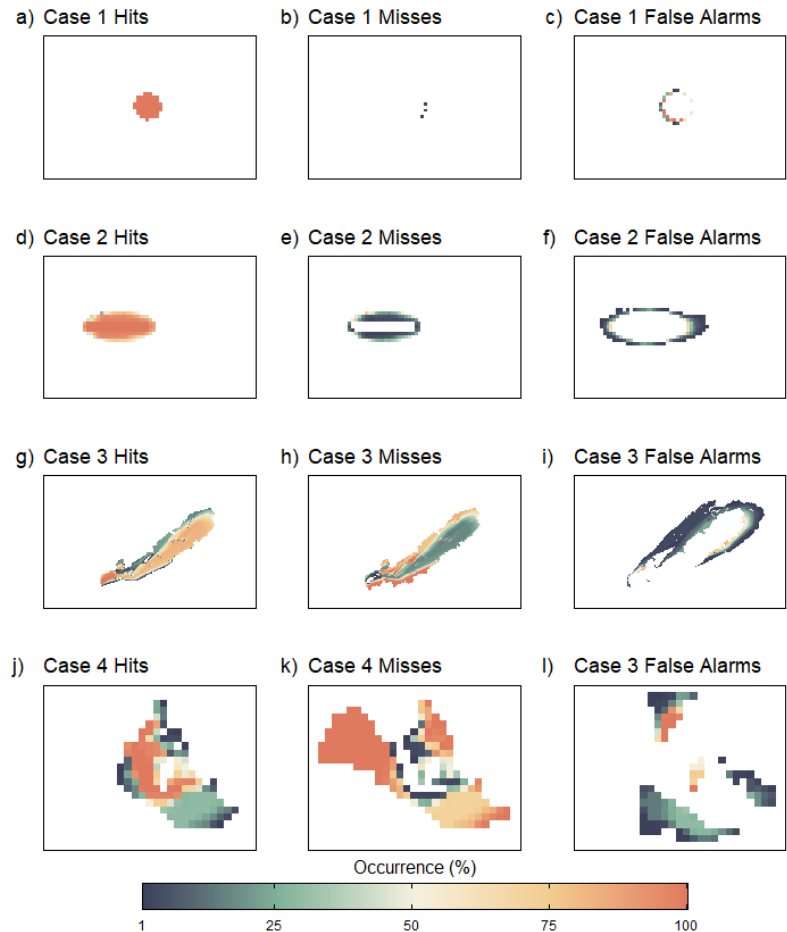 a) Case 1 Hits
b) Case 1 Misses
c) Case 1 False Alarms
d) Case 2 Hits
e) Case 2 Misses
f) Case 2 False Alarms
g) Case 3 Hits
h) Case 3 Misses
i) Case 3 False Alarms
j) Case 4 Hits
k) Case 4 Misses
l) Case 3 False Alarms
Occurrence (%)
1 25 50 75 100